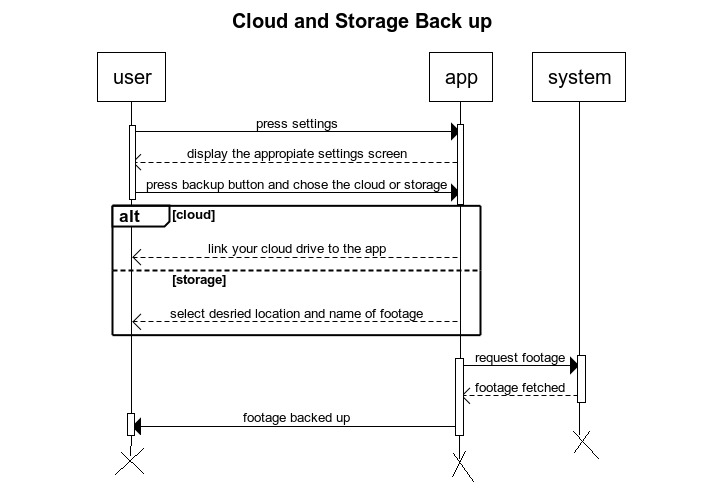 Cloud and Storage Back up
user
app
system
press settings
display the appropiate settings screen
press backup button and chose the cloud or storage
alt
[cloud]
link your cloud drive to the app
[storage]
select desried location and name of footage
request footage
footage fetched
footage backed up